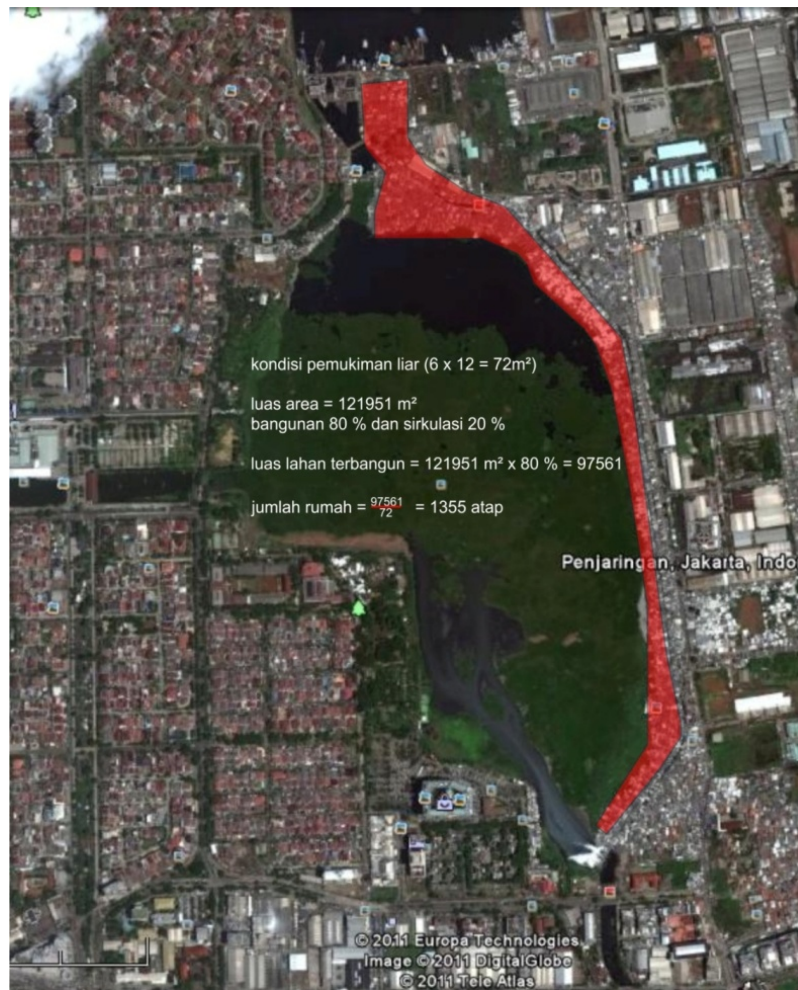 kondisi pemukiman liar (6 x 12 = 72m²)
luas area = 121951 m²
bangunan 80 % dan sirkulasi 20 %
luas lahan terbangun = 121951 m² x 80 % = 97561
jumlah rumah = 97561/72 = 1355 atap
Penjaringan, Jakarta, Indo
© 2011 Europa Technologies
Image © 2011 DigitalGlobe
© 2011 Tele Atlas